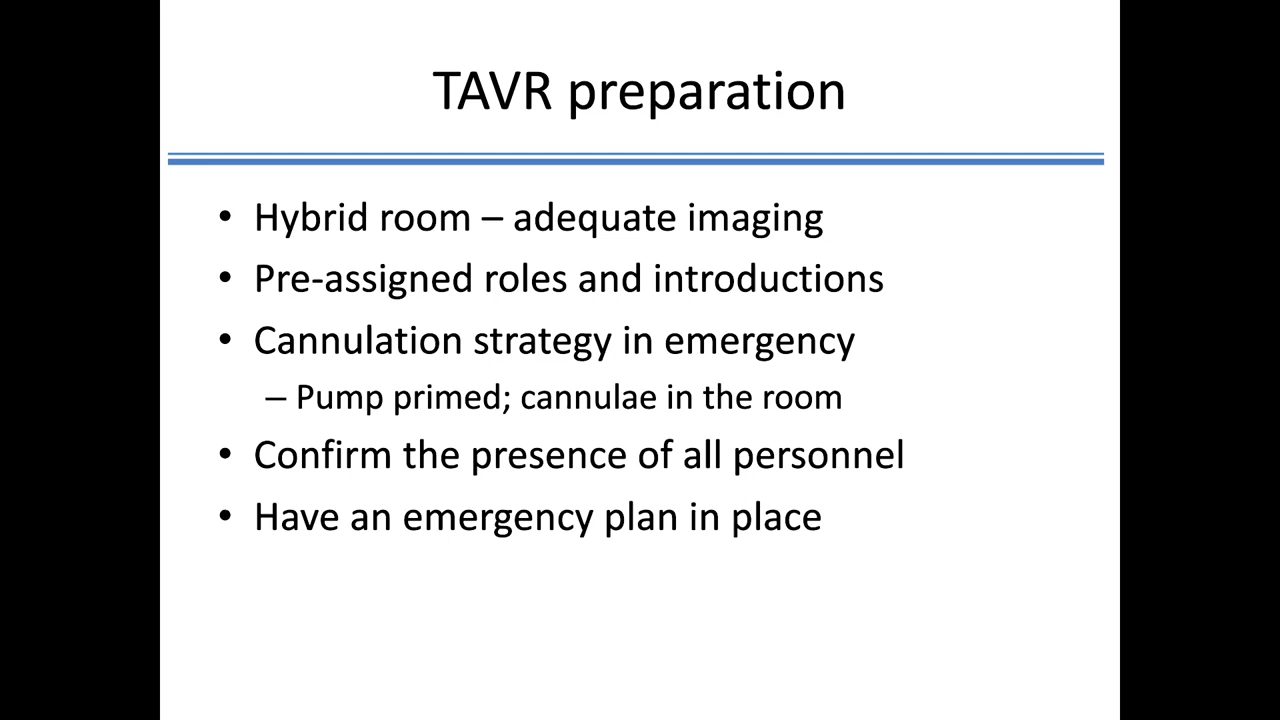 TAVR preparation
• Hybrid room – adequate imaging
• Pre-assigned roles and introductions
• Cannulation strategy in emergency
– Pump primed; cannulae in the room
• Confirm the presence of all personnel
• Have an emergency plan in place